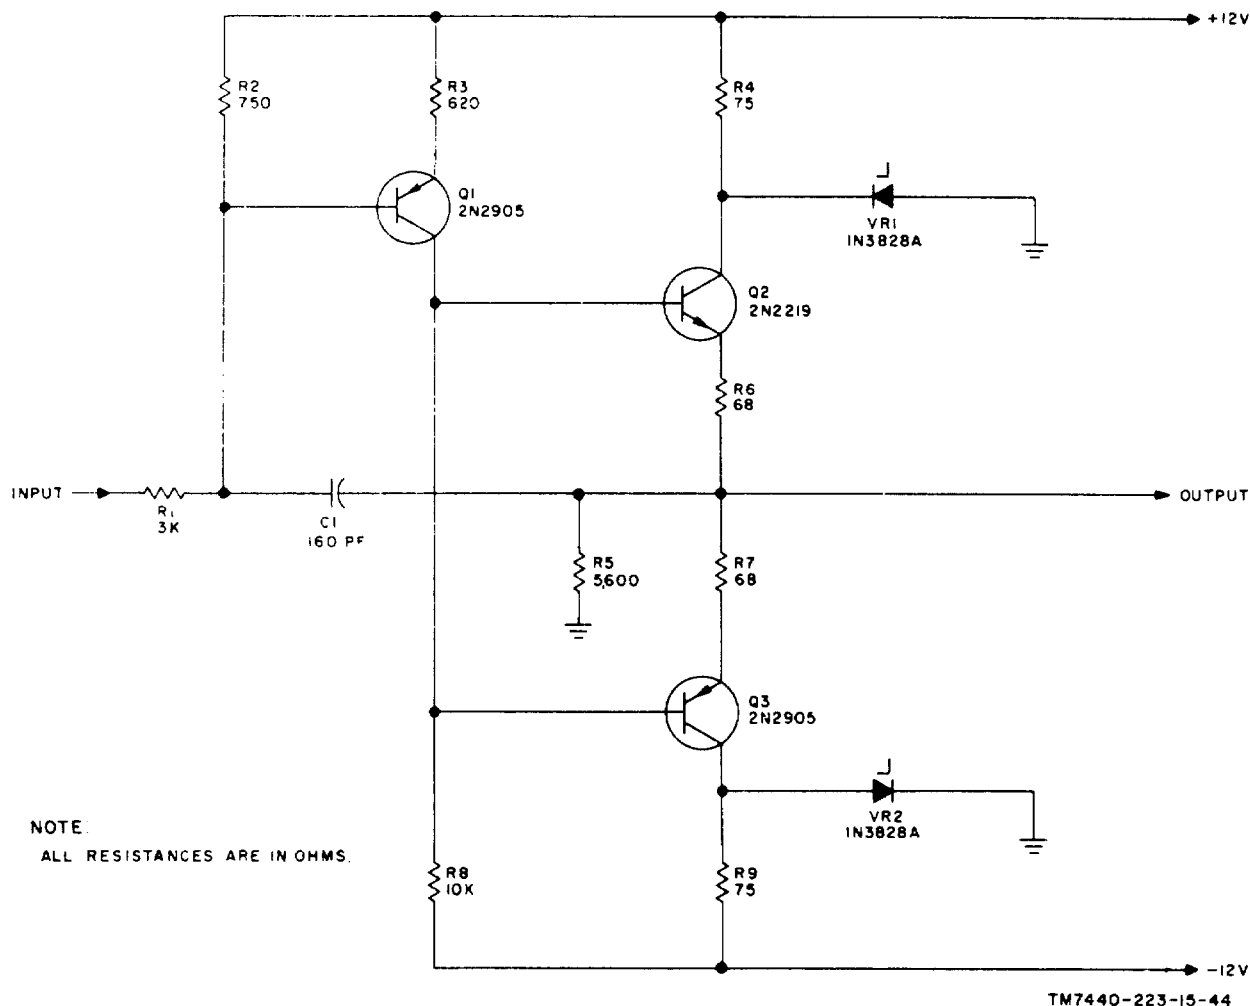 +12V
R2
750
R3
620
R4
75
Q1
2N2905
VR1
1N3828A
Q2
2N2219
R6
68
INPUT
R1
3K
C1
160 PF
OUTPUT
R5
5,600
R7
68
Q3
2N2905
VR2
1N3828A
NOTE:
ALL RESISTANCES ARE IN OHMS.
R8
10K
R9
75
-12V
TM7440-223-15-44